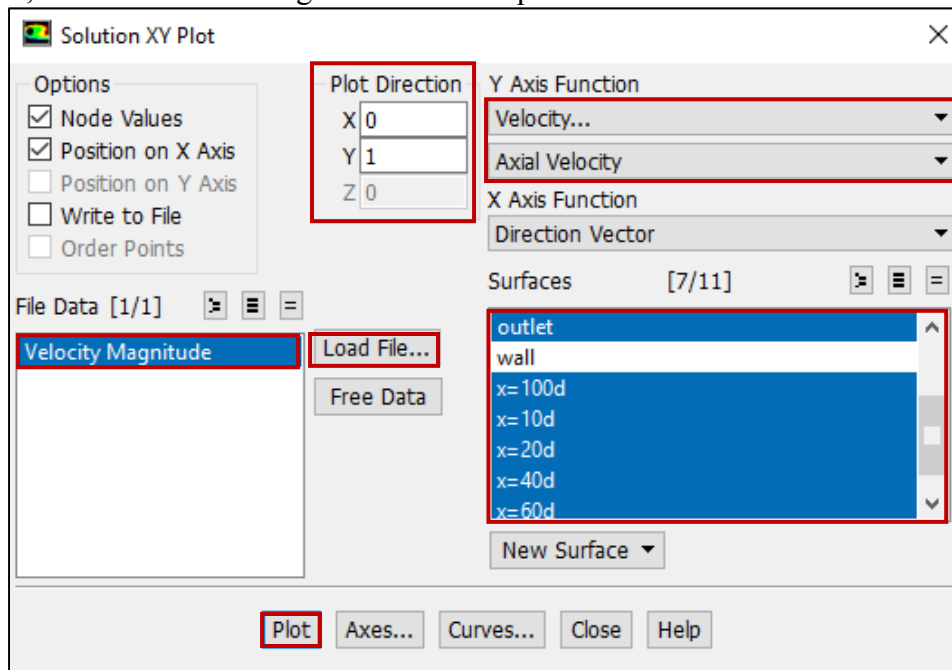 Solution XY Plot
Options
Node Values
Position on X Axis
Position on Y Axis
Write to File
Order Points
Plot Direction
X 0
Y 1
Z 0
Y Axis Function
Velocity...
Axial Velocity
X Axis Function
Direction Vector
File Data [1/1]
Velocity Magnitude
Load File...
Free Data
Surfaces [7/11]
outlet
wall
x=100d
x=10d
x=20d
x=40d
x=60d
New Surface
Plot Axes... Curves... Close Help